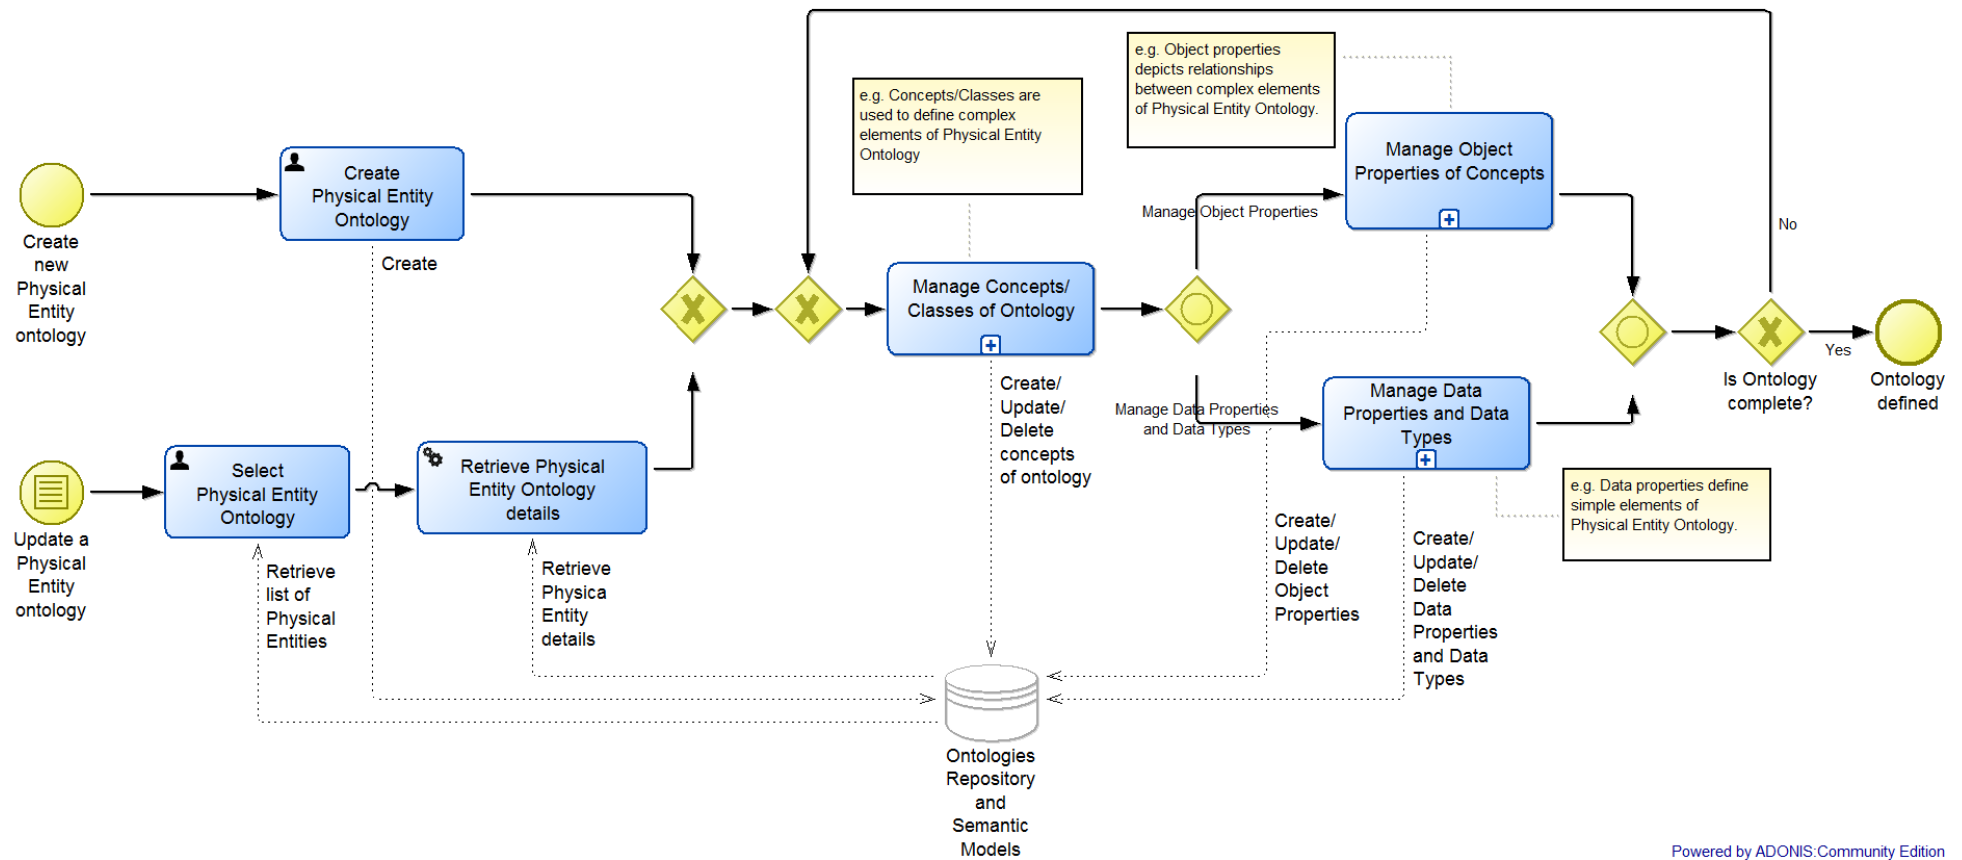 e.g. Object properties
depicts relationships
between complex elements
of Physical Entity Ontology.
e.g. Concepts/Classes are
used to define complex
elements of Physical Entity
Ontology
Create
Physical Entity
Ontology
Manage Object
Properties of Concepts
Manage Object Properties
No
Create
new
Physical
Entity
ontology
Create
Manage Concepts/
Classes of Ontology
Yes
Is Ontology
complete?
Ontology
defined
Create/
Update/
Delete
concepts
of ontology
Manage Data Properties
and Data Types
Manage Data
Properties and Data
Types
Select
Physical Entity
Ontology
Retrieve Physical
Entity Ontology
details
e.g. Data properties define
simple elements of
Physical Entity Ontology.
Update a
Physical
Entity
ontology
Retrieve
list of
Physical
Entities
Retrieve
Physica
Entity
details
Create/
Update/
Delete
Object
Properties
Create/
Update/
Delete
Data
Properties
and Data
Types
Ontologies
Repository
and
Semantic
Models
Powered by ADONIS:Community Edition